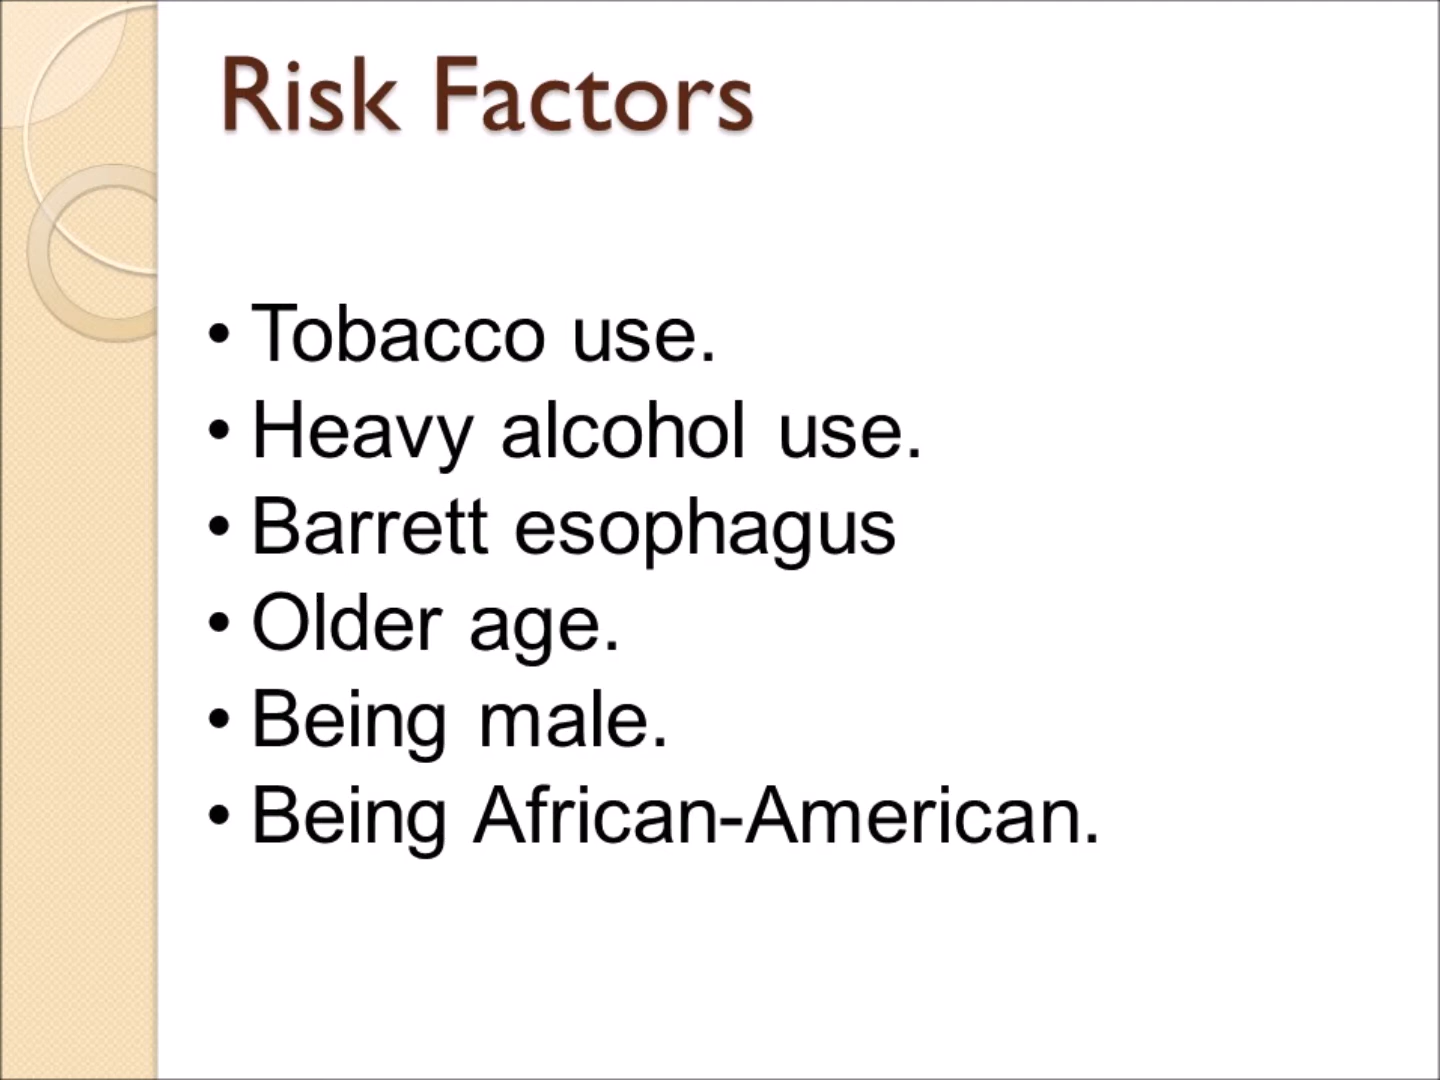 Risk Factors
• Tobacco use.
• Heavy alcohol use.
• Barrett esophagus
• Older age.
• Being male.
• Being African-American.